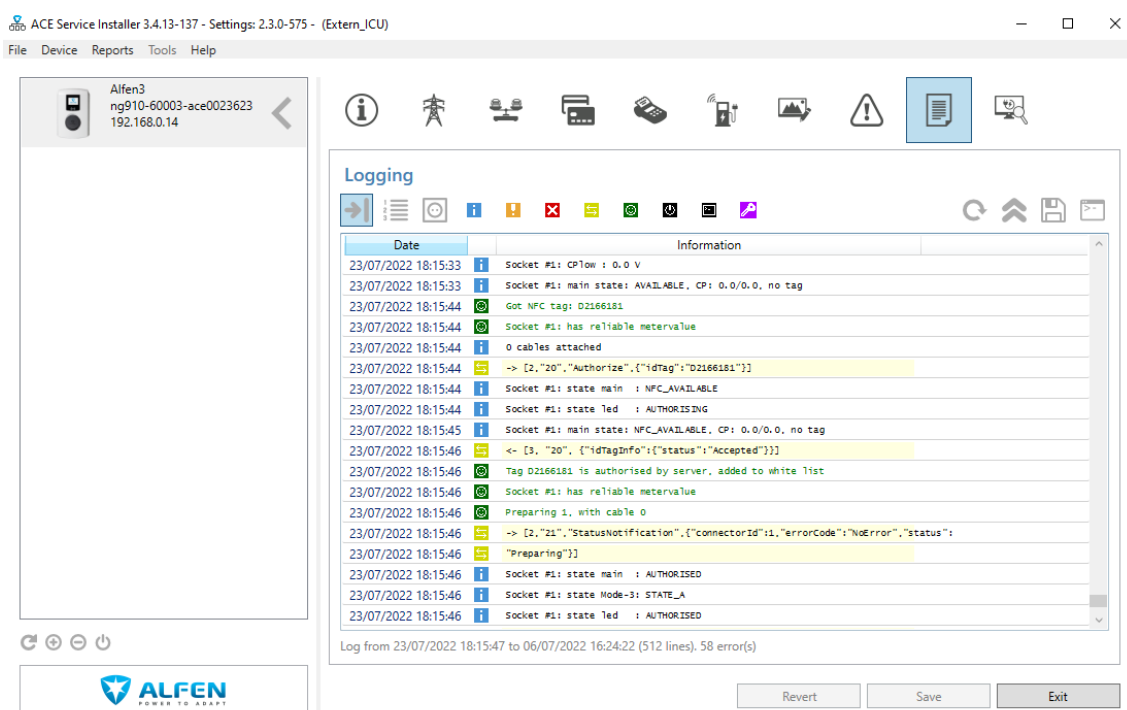 ACE Service Installer 3.4.13-137 - Settings: 2.3.0-575 - (Extern_ICU)
File Device Reports Tools Help
Alfen3
ng910-60003-ace0023623
192.168.0.14
Logging
Date Information
23/07/2022 18:15:33 Socket #1: CPlow : 0.0 V
23/07/2022 18:15:33 Socket #1: main state: AVAILABLE, CP: 0.0/0.0, no tag
23/07/2022 18:15:44 Got NFC tag: D2166181
23/07/2022 18:15:44 Socket #1: has reliable metervalue
23/07/2022 18:15:44 0 cables attached
23/07/2022 18:15:44 -> [2,"20","Authorize",{"idTag":"D2166181"}]
23/07/2022 18:15:44 Socket #1: state main : NFC_AVAILABLE
23/07/2022 18:15:44 Socket #1: state led : AUTHORISING
23/07/2022 18:15:45 Socket #1: main state: NFC_AVAILABLE, CP: 0.0/0.0, no tag
23/07/2022 18:15:46 <- [3, "20", {"idTagInfo":{"status":"Accepted"}}]
23/07/2022 18:15:46 Tag D2166181 is authorised by server, added to white list
23/07/2022 18:15:46 Socket #1: has reliable metervalue
23/07/2022 18:15:46 Preparing 1, with cable 0
23/07/2022 18:15:46 -> [2,"21","StatusNotification",{"connectorId":1,"errorCode":"NoError","status":
23/07/2022 18:15:46 "Preparing"}]
23/07/2022 18:15:46 Socket #1: state main : AUTHORISED
23/07/2022 18:15:46 Socket #1: state Mode-3: STATE_A
23/07/2022 18:15:46 Socket #1: state led : AUTHORISED
Log from 23/07/2022 18:15:47 to 06/07/2022 16:24:22 (512 lines). 58 error(s)
ALFEN
POWER TO ADAPT
Revert Save Exit